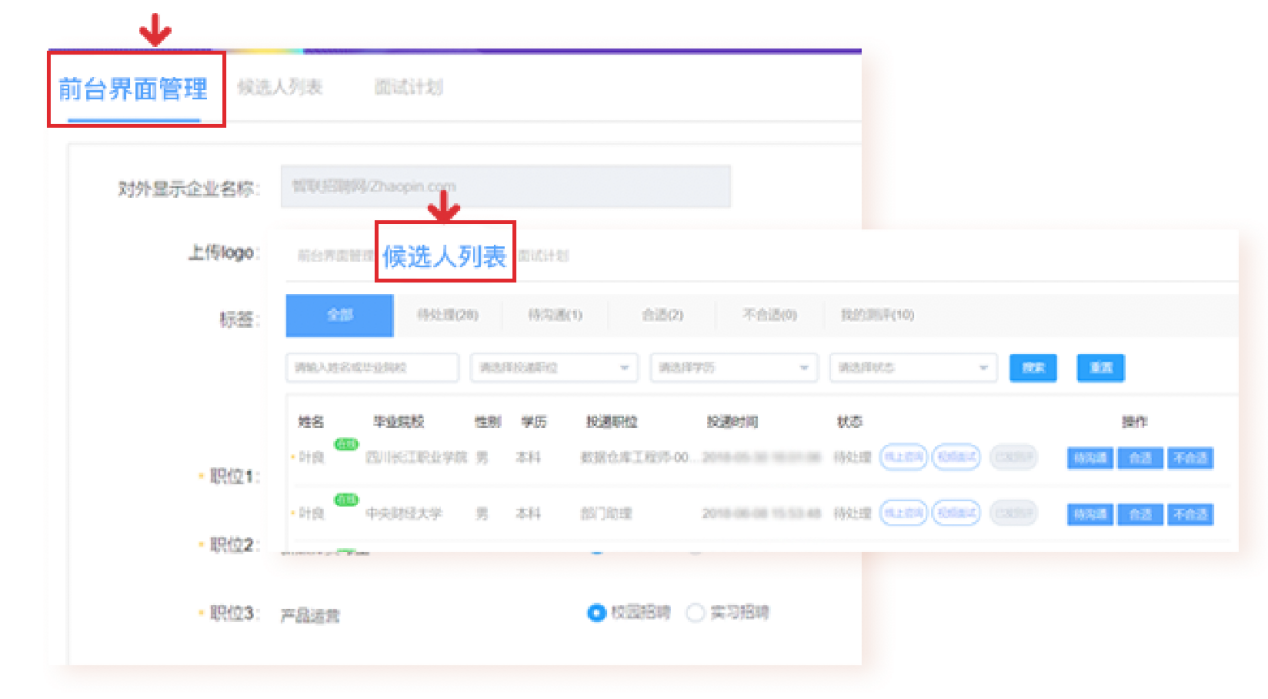 前台界面管理 候选人列表 面试计划
对外显示企业名称: 智联招聘网/Zhaopin.com
上传logo:
前台界面管理 候选人列表 面试计划
标签:
全部 待处理(28) 待沟通(1) 合适(2) 不合适(0) 我的测评(10)
请输入姓名或毕业院校 请选择投递职位 请选择学历 请选择状态 搜索 重置
姓名 毕业院校 性别 学历 投递职位 投递时间 状态 操作
叶良 在线 四川长江职业学院 男 本科 数据仓库工程师-00... 待处理 线上咨询 视频面试 待沟通 合适 不合适
职位1:
叶良 在线 中央财经大学 男 本科 部门助理 2018-06-08 15:53:48 待处理 线上咨询 视频面试 待沟通 合适 不合适
职位2:
职位3: 产品运营 校园招聘 实习招聘